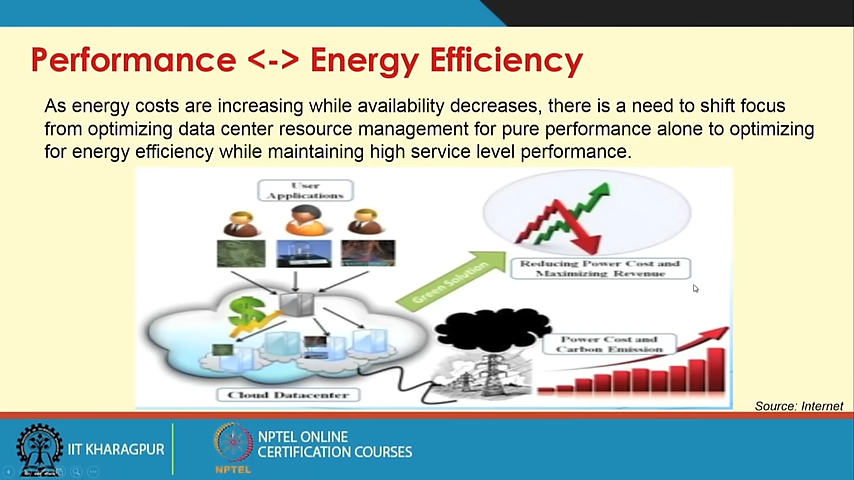 Performance <-> Energy Efficiency
As energy costs are increasing while availability decreases, there is a need to shift focus
from optimizing data center resource management for pure performance alone to optimizing
for energy efficiency while maintaining high service level performance.
User
Applications
Green Solution
Reducing Power Cost and
Maximizing Revenue
Power Cost and
Carbon Emission
Cloud Datacenter
Source: Internet
IIT KHARAGPUR
NPTEL
NPTEL ONLINE
CERTIFICATION COURSES